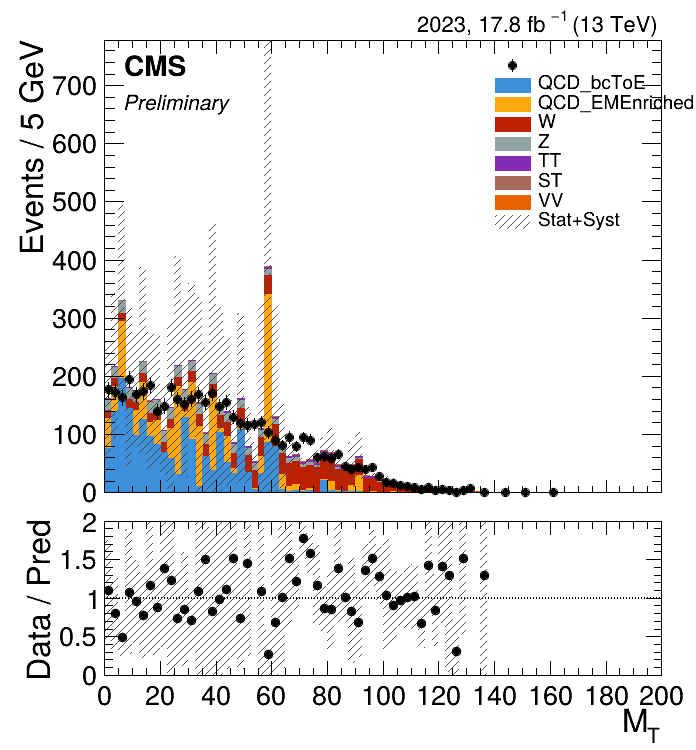 2023, 17.8 fb⁻¹ (13 TeV)
CMS
Preliminary
QCD_bcToE
QCD_EMEnriched
W
Z
TT
ST
VV
Stat+Syst
Events / 5 GeV
700
600
500
400
300
200
100
0
Data / Pred
2
1.5
1
0.5
0
0 20 40 60 80 100 120 140 160 180 200
M_T